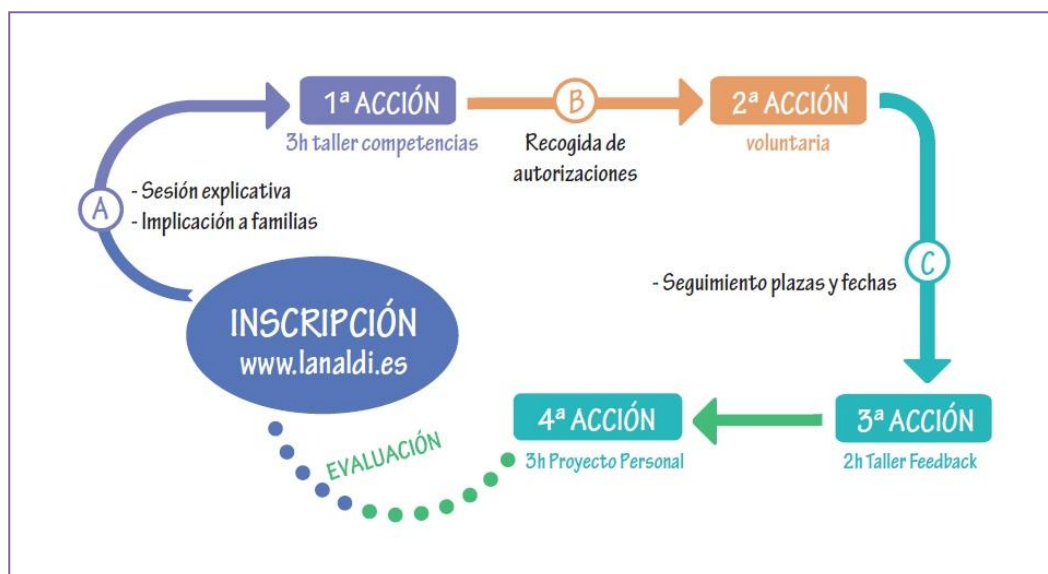 1ª ACCIÓN
3h taller competencias
B
Recogida de
autorizaciones
2ª ACCIÓN
voluntaria
A
- Sesión explicativa
- Implicación a familias
C
- Seguimiento plazas y fechas
INSCRIPCIÓN
www.lanaldi.es
3ª ACCIÓN
2h Taller Feedback
4ª ACCIÓN
3h Proyecto Personal
EVALUACIÓN